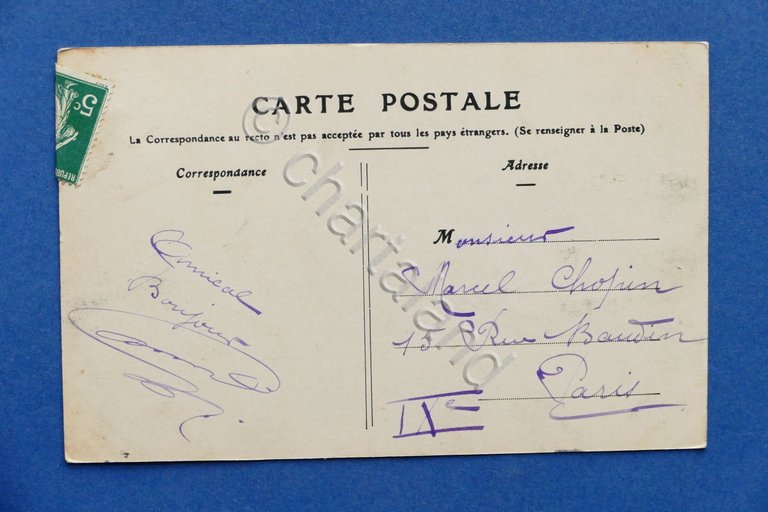 5c
CARTE POSTALE
La Correspondance au recto n'est pas acceptée par tous les pays étrangers. (Se renseigner à la Poste)
Correspondance
Amical
Bonjour
Adresse
Monsieur
Marcel Chopin
15 Rue Baudin
Paris
IXe
© chartaland